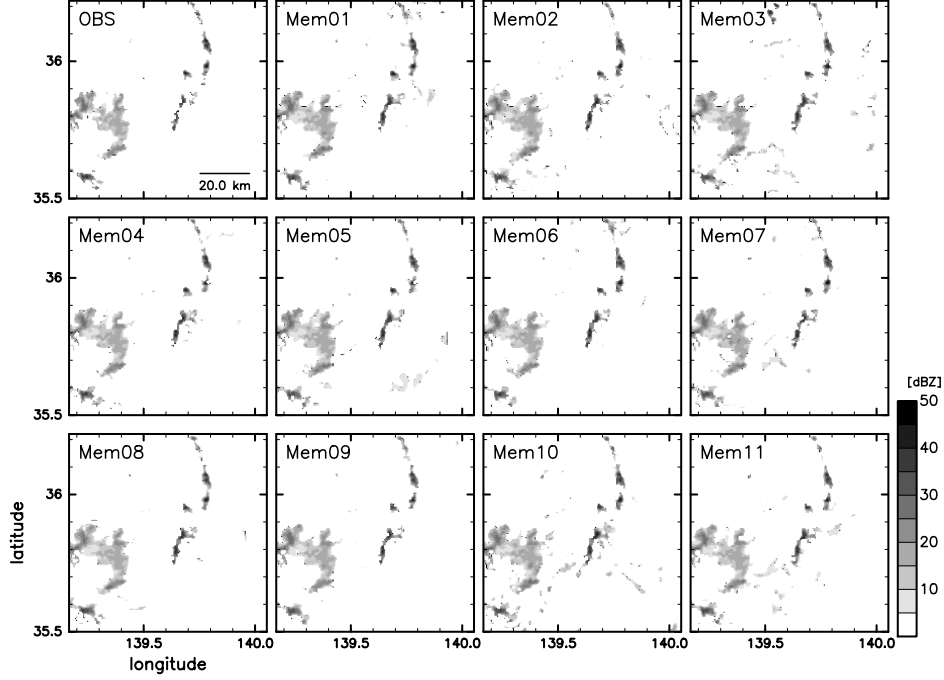 OBS Mem01 Mem02 Mem03
36
20.0 km
35.5
Mem04 Mem05 Mem06 Mem07
36
[dBZ]
50
35.5
40
Mem08 Mem09 Mem10 Mem11
30
36
20
latitude
10
35.5
139.5 140.0 139.5 140.0 139.5 140.0 139.5 140.0
longitude